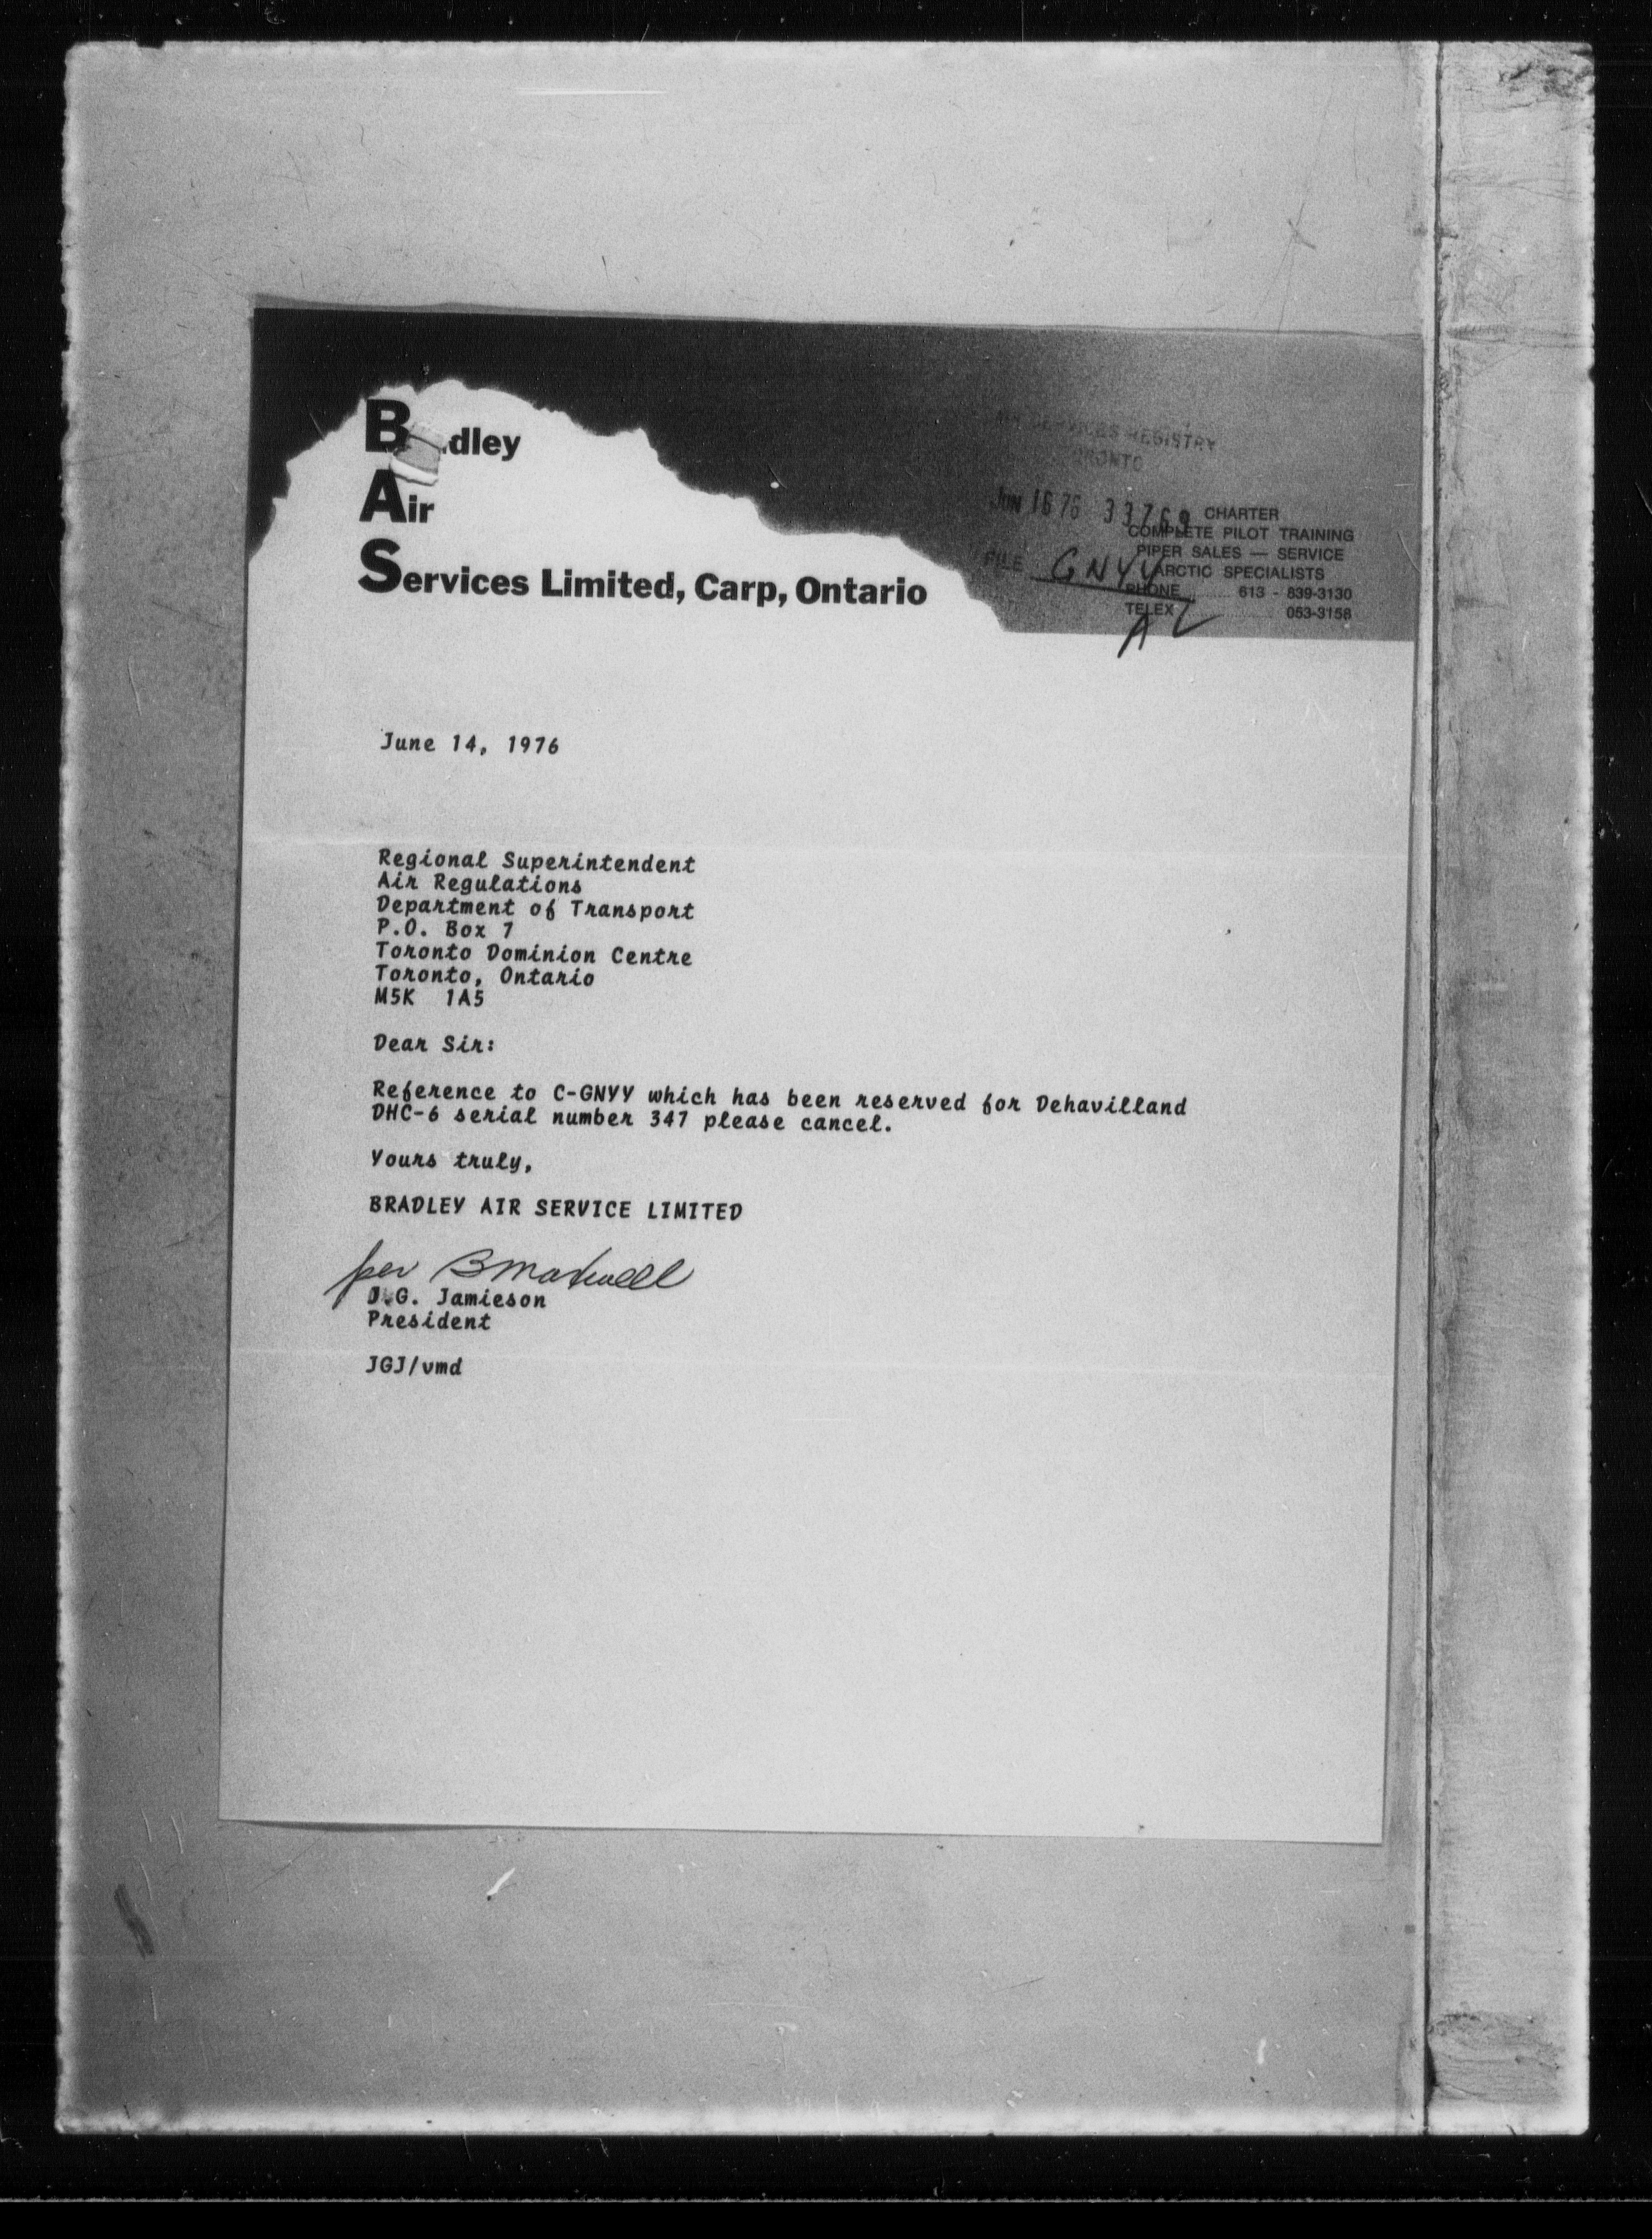 B dley
Air
Services Limited, Carp, Ontario
AIR SERVICES REGISTRY
TORONTO
JUN 16 76 33769
FILE GNYY
CHARTER
COMPLETE PILOT TRAINING
PIPER SALES — SERVICE
ARCTIC SPECIALISTS
PHONE 613 - 839-3130
TELEX 053-3158
June 14, 1976
Regional Superintendent
Air Regulations
Department of Transport
P.O. Box 7
Toronto Dominion Centre
Toronto, Ontario
M5K 1A5
Dear Sir:
Reference to C-GNYY which has been reserved for Dehavilland
DHC-6 serial number 347 please cancel.
Yours truly,
BRADLEY AIR SERVICE LIMITED
per
J.G. Jamieson
President
JGJ/vmd